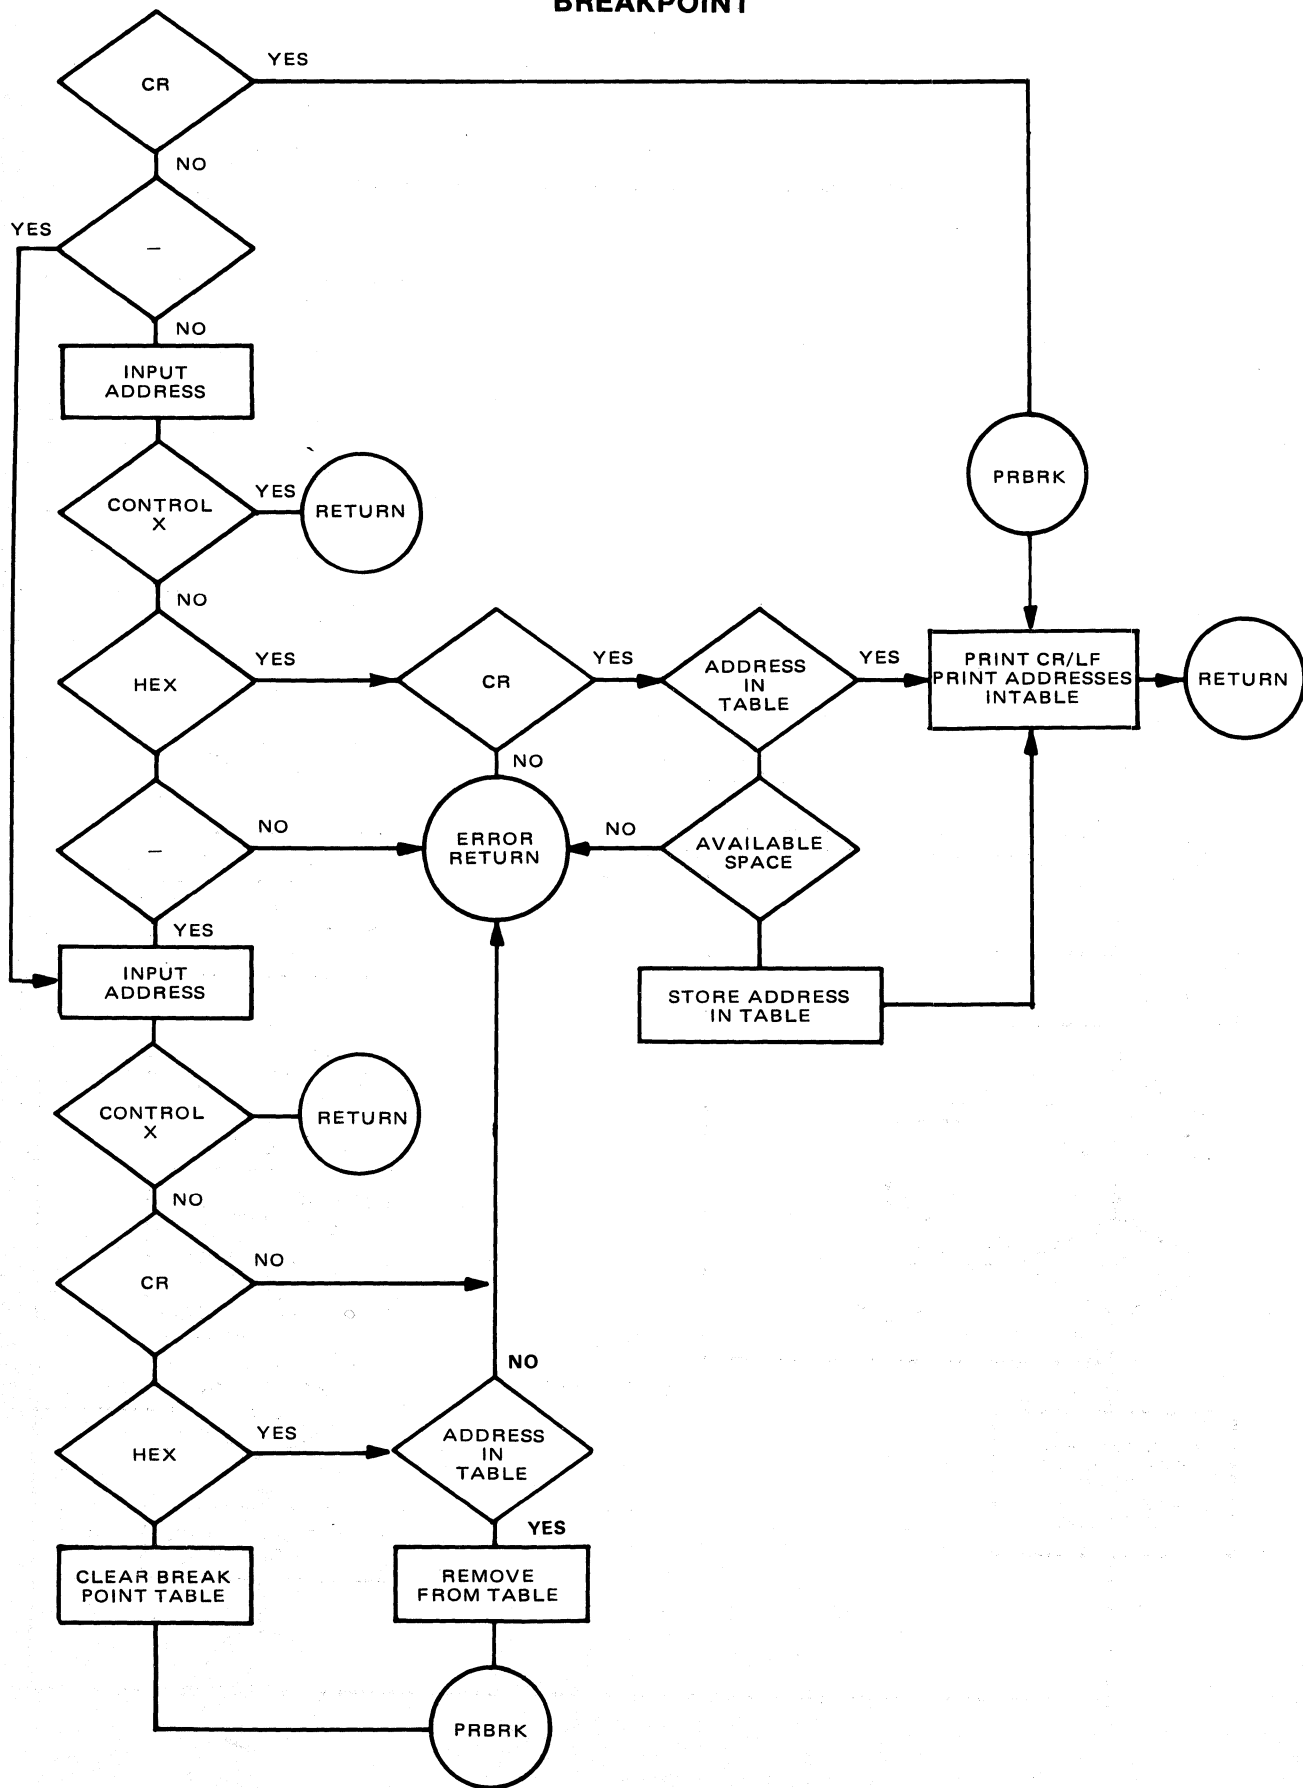 BREAKPOINT
CR
YES
NO
YES
—
NO
INPUT
ADDRESS
CONTROL
X
YES
RETURN
NO
PRBRK
HEX
YES
CR
YES
ADDRESS
IN
TABLE
YES
PRINT CR/LF
PRINT ADDRESSES
INTABLE
RETURN
NO
—
NO
ERROR
RETURN
NO
AVAILABLE
SPACE
YES
INPUT
ADDRESS
STORE ADDRESS
IN TABLE
CONTROL
X
RETURN
NO
CR
NO
NO
HEX
YES
ADDRESS
IN
TABLE
YES
CLEAR BREAK
POINT TABLE
REMOVE
FROM TABLE
PRBRK